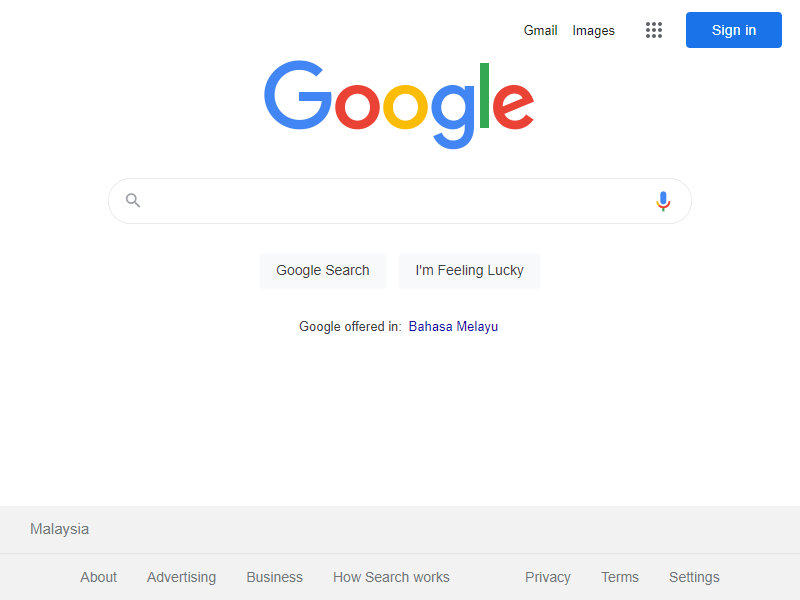 Gmail Images Sign in
Google
Google Search I'm Feeling Lucky
Google offered in: Bahasa Melayu
Malaysia
About Advertising Business How Search works Privacy Terms Settings